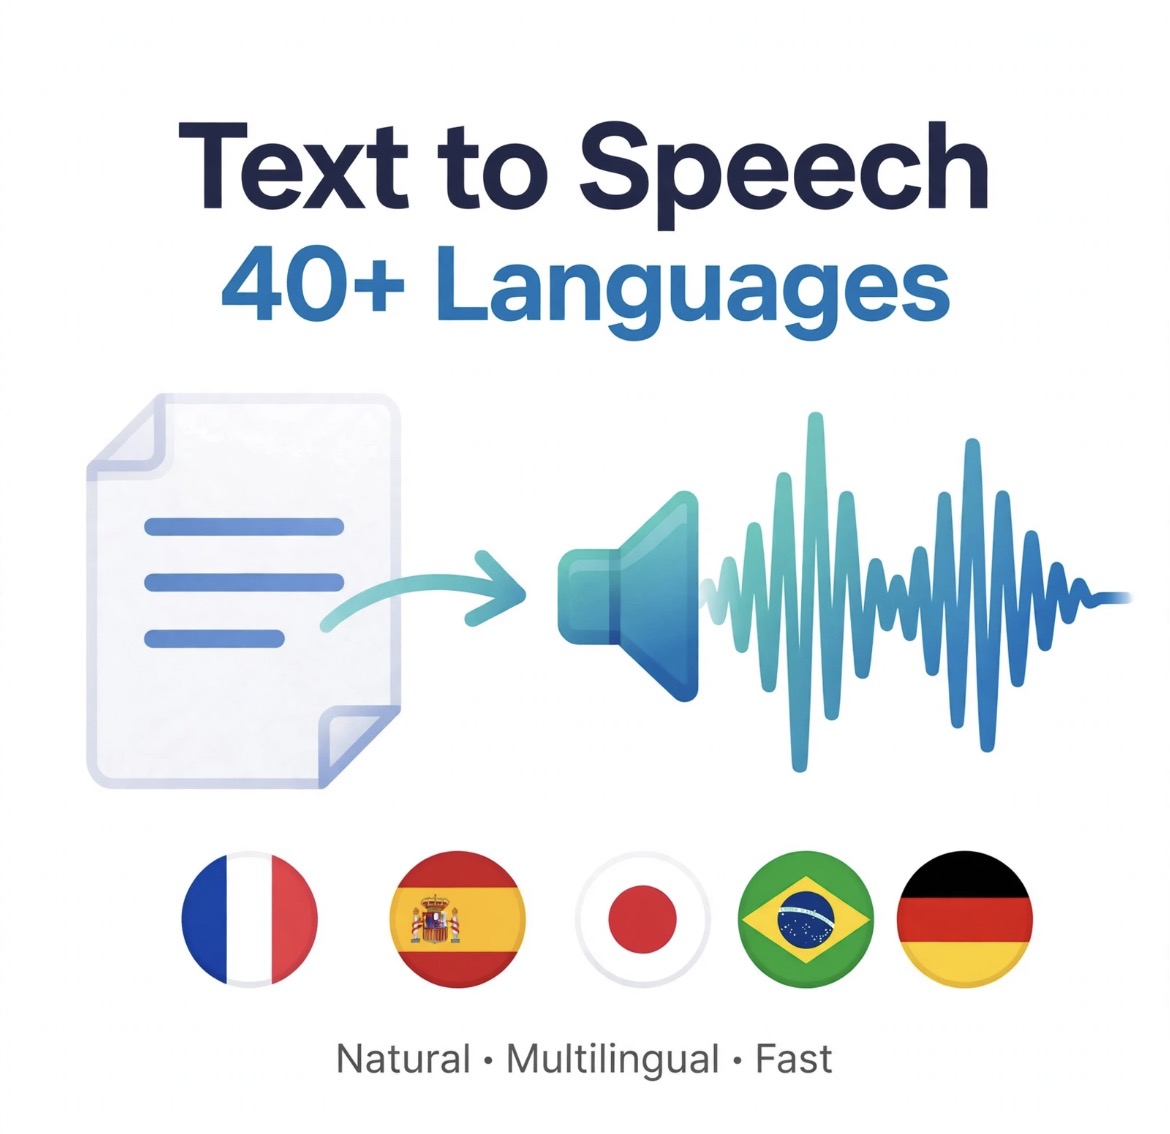 Text to Speech
40+ Languages
Natural • Multilingual • Fast